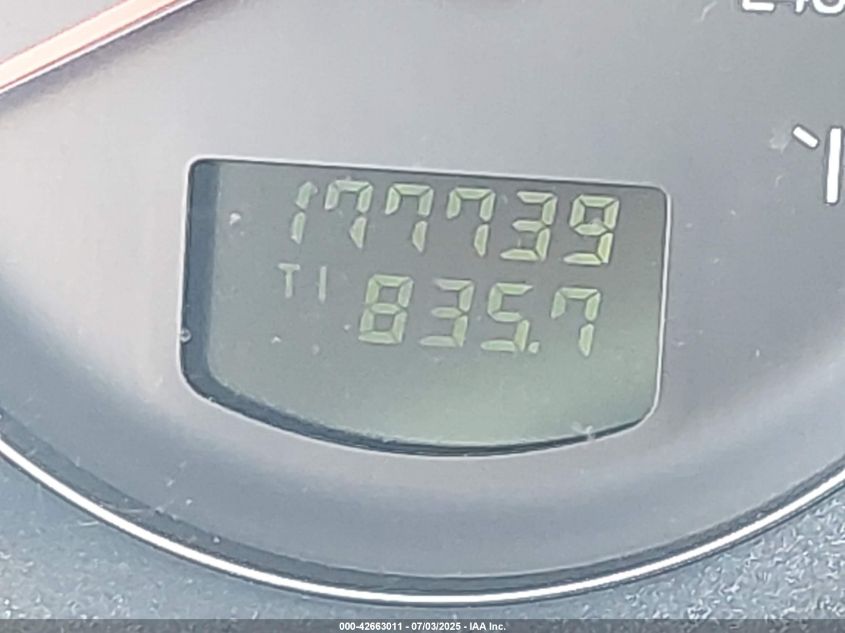 177739
T1 835.7
000-42663011 - 07/03/2025 - IAA Inc.